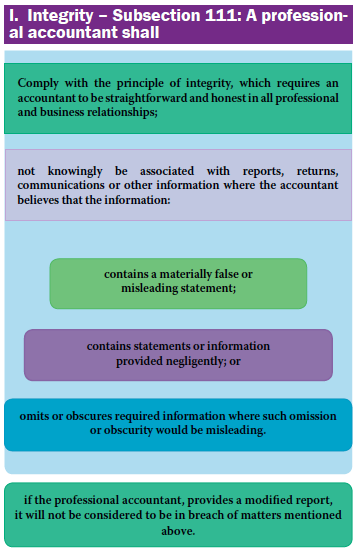 I. Integrity – Subsection 111: A profession-
al accountant shall
Comply with the principle of integrity, which requires an
accountant to be straightforward and honest in all professional
and business relationships;
not knowingly be associated with reports, returns,
communications or other information where the accountant
believes that the information:
contains a materially false or
misleading statement;
contains statements or information
provided negligently; or
omits or obscures required information where such omission
or obscurity would be misleading.
if the professional accountant, provides a modified report,
it will not be considered to be in breach of matters mentioned
above.